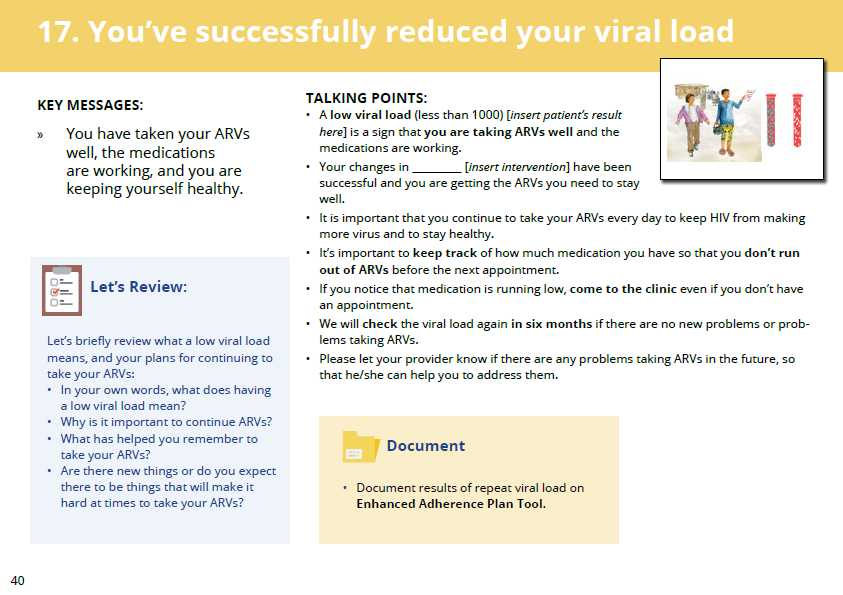 17. You’ve successfully reduced your viral load
KEY MESSAGES:
» You have taken your ARVs
well, the medications
are working, and you are
keeping yourself healthy.
TALKING POINTS:
• A low viral load (less than 1000) [insert patient’s result
here] is a sign that you are taking ARVs well and the
medications are working.
• Your changes in _________ [insert intervention] have been
successful and you are getting the ARVs you need to stay
well.
• It is important that you continue to take your ARVs every day to keep HIV from making
more virus and to stay healthy.
• It’s important to keep track of how much medication you have so that you don’t run
out of ARVs before the next appointment.
• If you notice that medication is running low, come to the clinic even if you don’t have
an appointment.
• We will check the viral load again in six months if there are no new problems or prob-
lems taking ARVs.
• Please let your provider know if there are any problems taking ARVs in the future, so
that he/she can help you to address them.
Let’s Review:
Let’s briefly review what a low viral load
means, and your plans for continuing to
take your ARVs:
• In your own words, what does having
a low viral load mean?
• Why is it important to continue ARVs?
• What has helped you remember to
take your ARVs?
• Are there new things or do you expect
there to be things that will make it
hard at times to take your ARVs?
Document
• Document results of repeat viral load on
Enhanced Adherence Plan Tool.
40